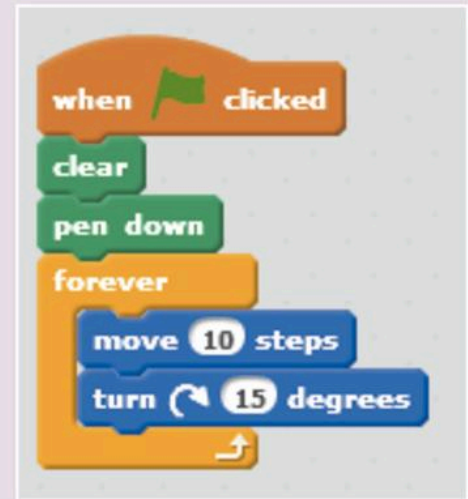 when clicked
clear
pen down
forever
move 10 steps
turn 15 degrees